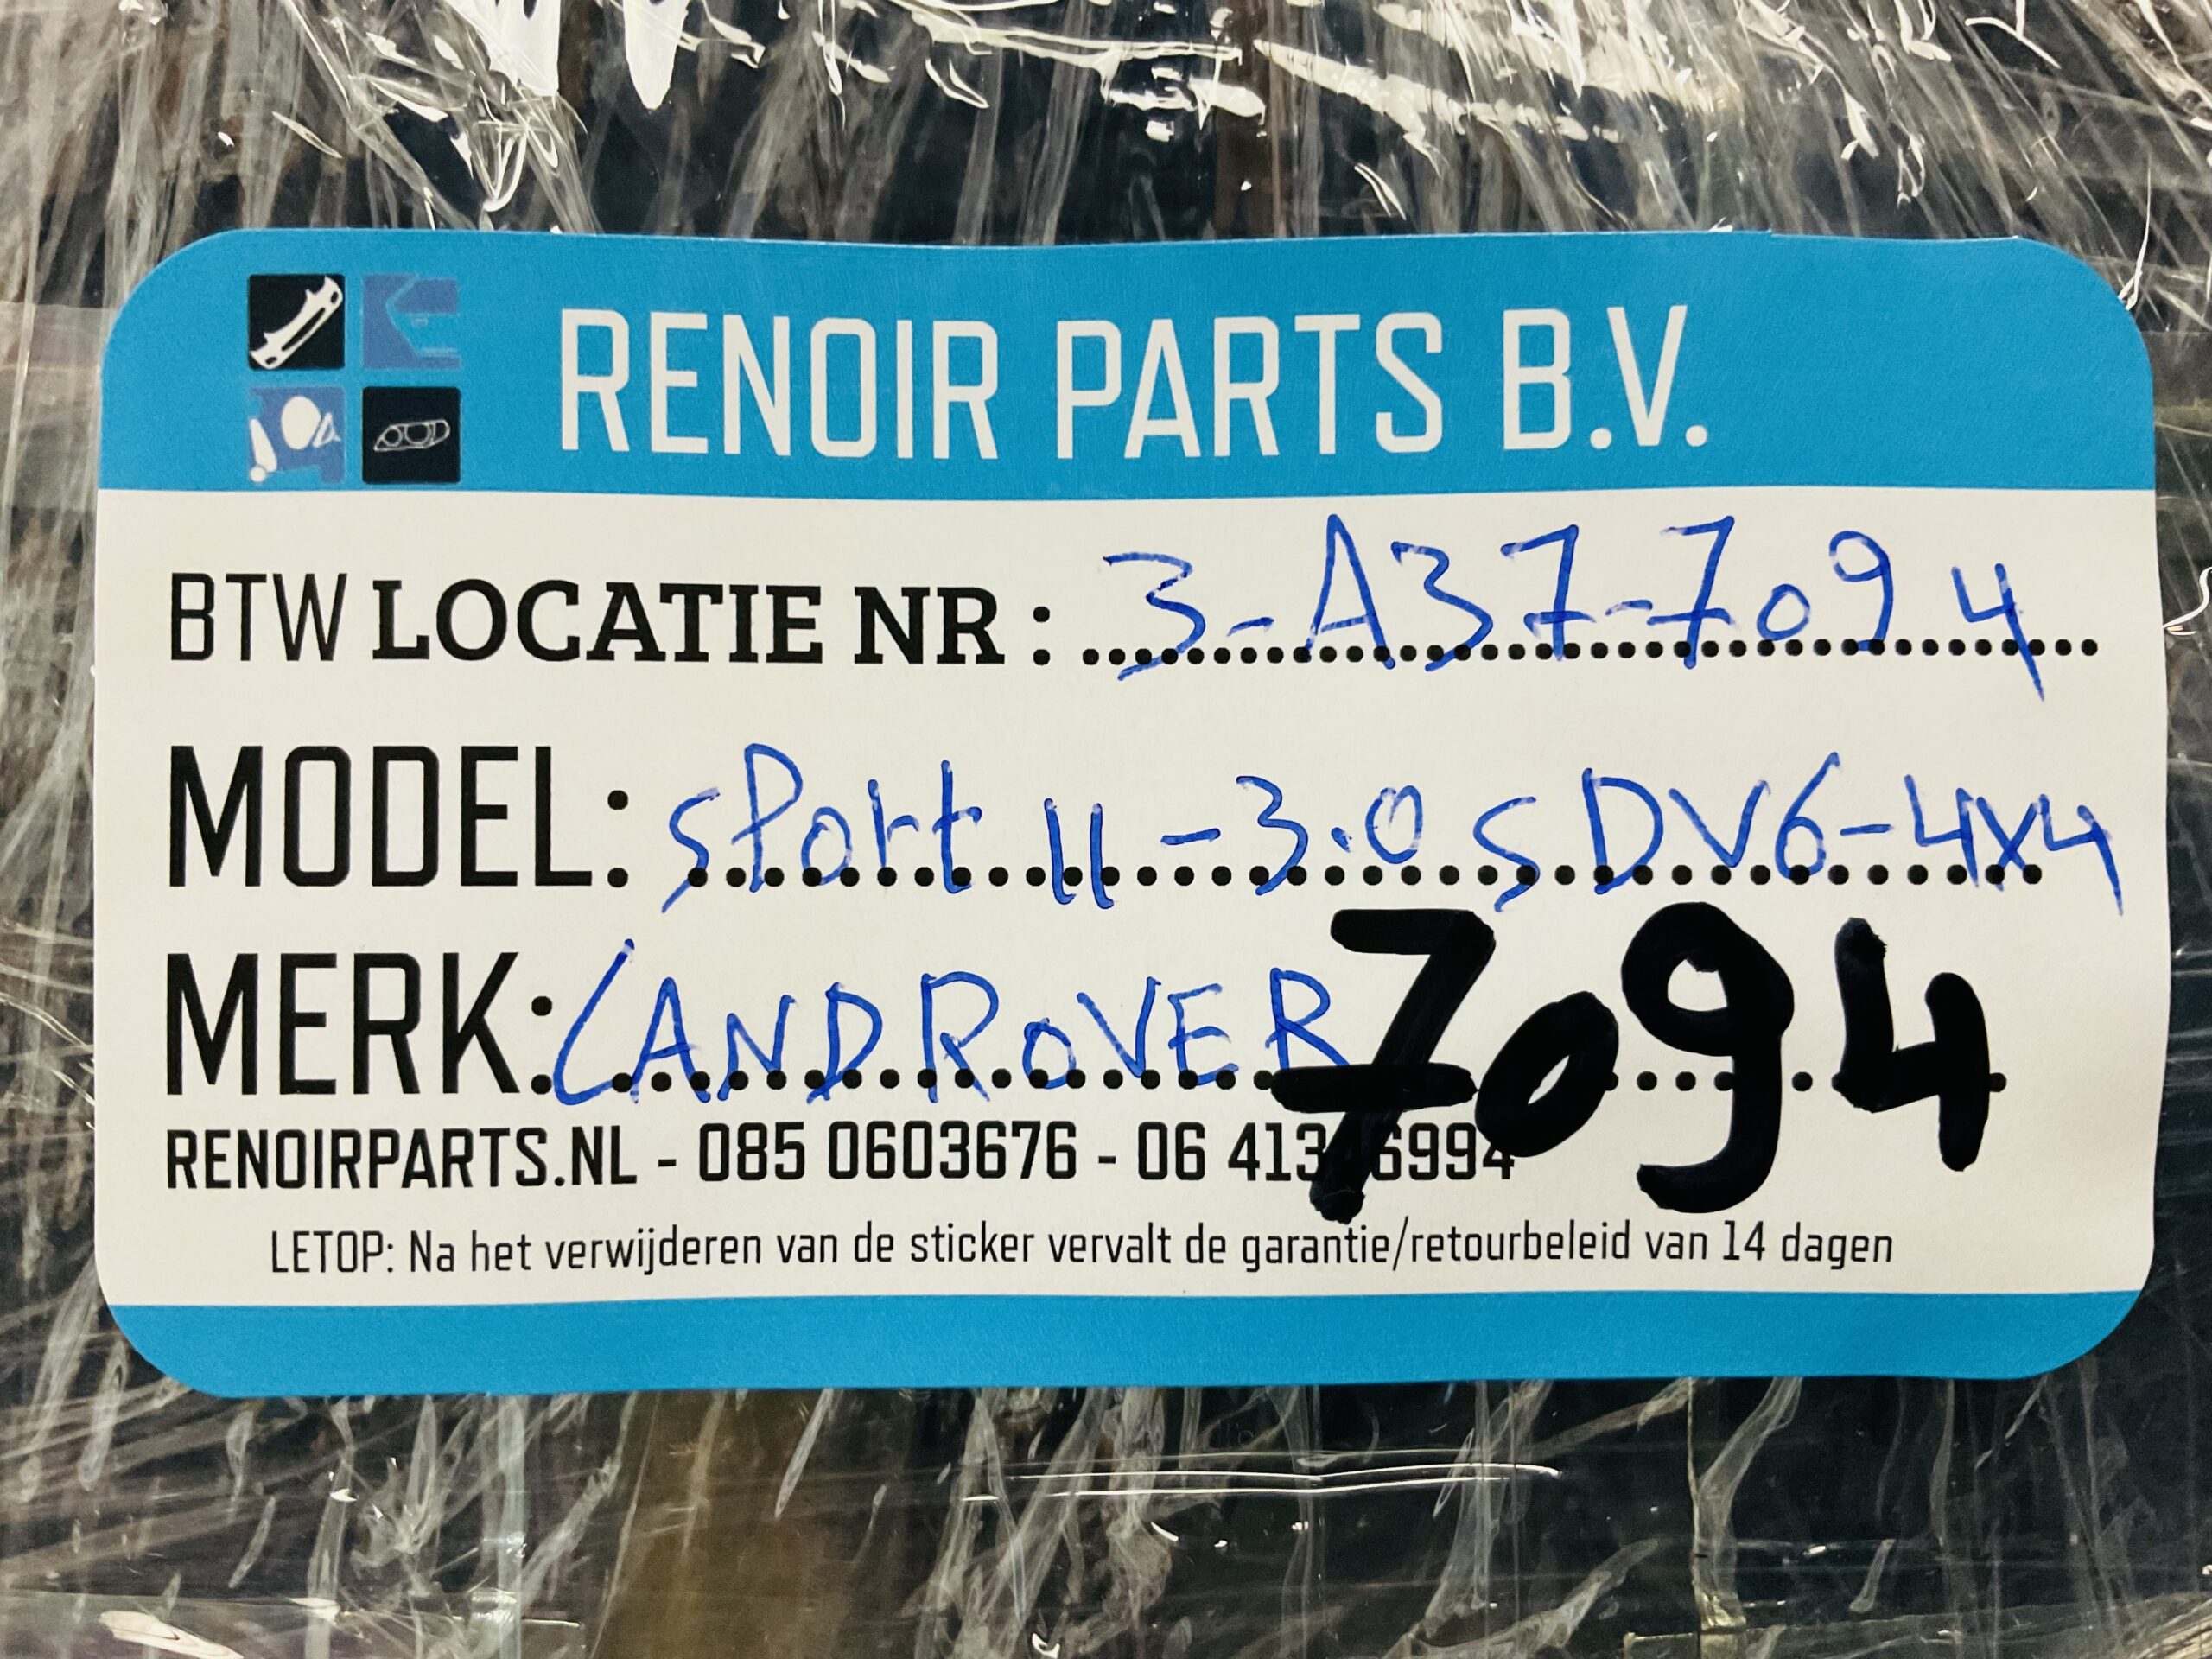 RENOIR PARTS B.V.
BTW LOCATIE NR : 3-A37-7094
MODEL: sPort II -3.0 SDV6-4x4
MERK: LANDROVER
7094
RENOIRPARTS.NL - 085 0603676 - 06
LETOP: Na het verwijderen van de sticker vervalt de garantie/retourbeleid van 14 dagen